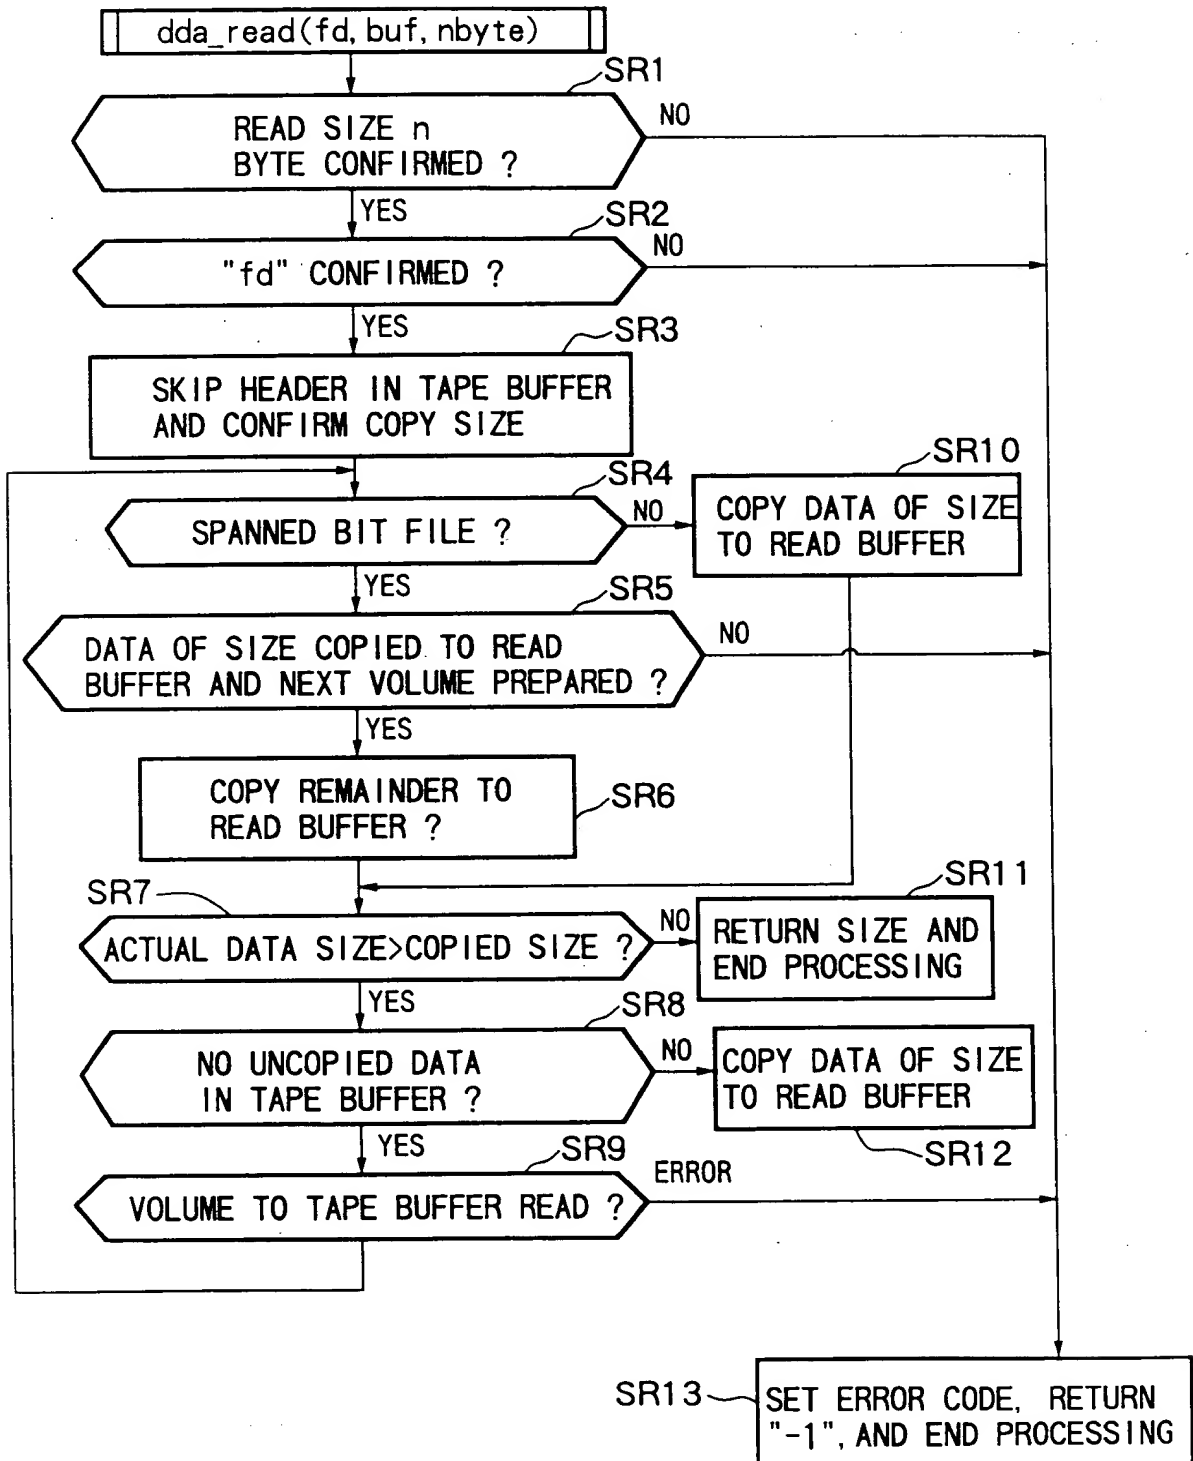 dda_read(fd,buf,nbyte)
SR1
READ SIZE n
BYTE CONFIRMED ?
NO
YES
SR2
"fd" CONFIRMED ?
NO
YES
SR3
SKIP HEADER IN TAPE BUFFER
AND CONFIRM COPY SIZE
SR4
SPANNED BIT FILE ?
NO
SR10
COPY DATA OF SIZE
TO READ BUFFER
YES
SR5
DATA OF SIZE COPIED TO READ
BUFFER AND NEXT VOLUME PREPARED ?
NO
YES
COPY REMAINDER TO
READ BUFFER ?
SR6
SR7
ACTUAL DATA SIZE>COPIED SIZE ?
NO
SR11
RETURN SIZE AND
END PROCESSING
YES
SR8
NO UNCOPIED DATA
IN TAPE BUFFER ?
NO
COPY DATA OF SIZE
TO READ BUFFER
SR12
YES
SR9
VOLUME TO TAPE BUFFER READ ?
ERROR
SR13
SET ERROR CODE, RETURN
"-1", AND END PROCESSING